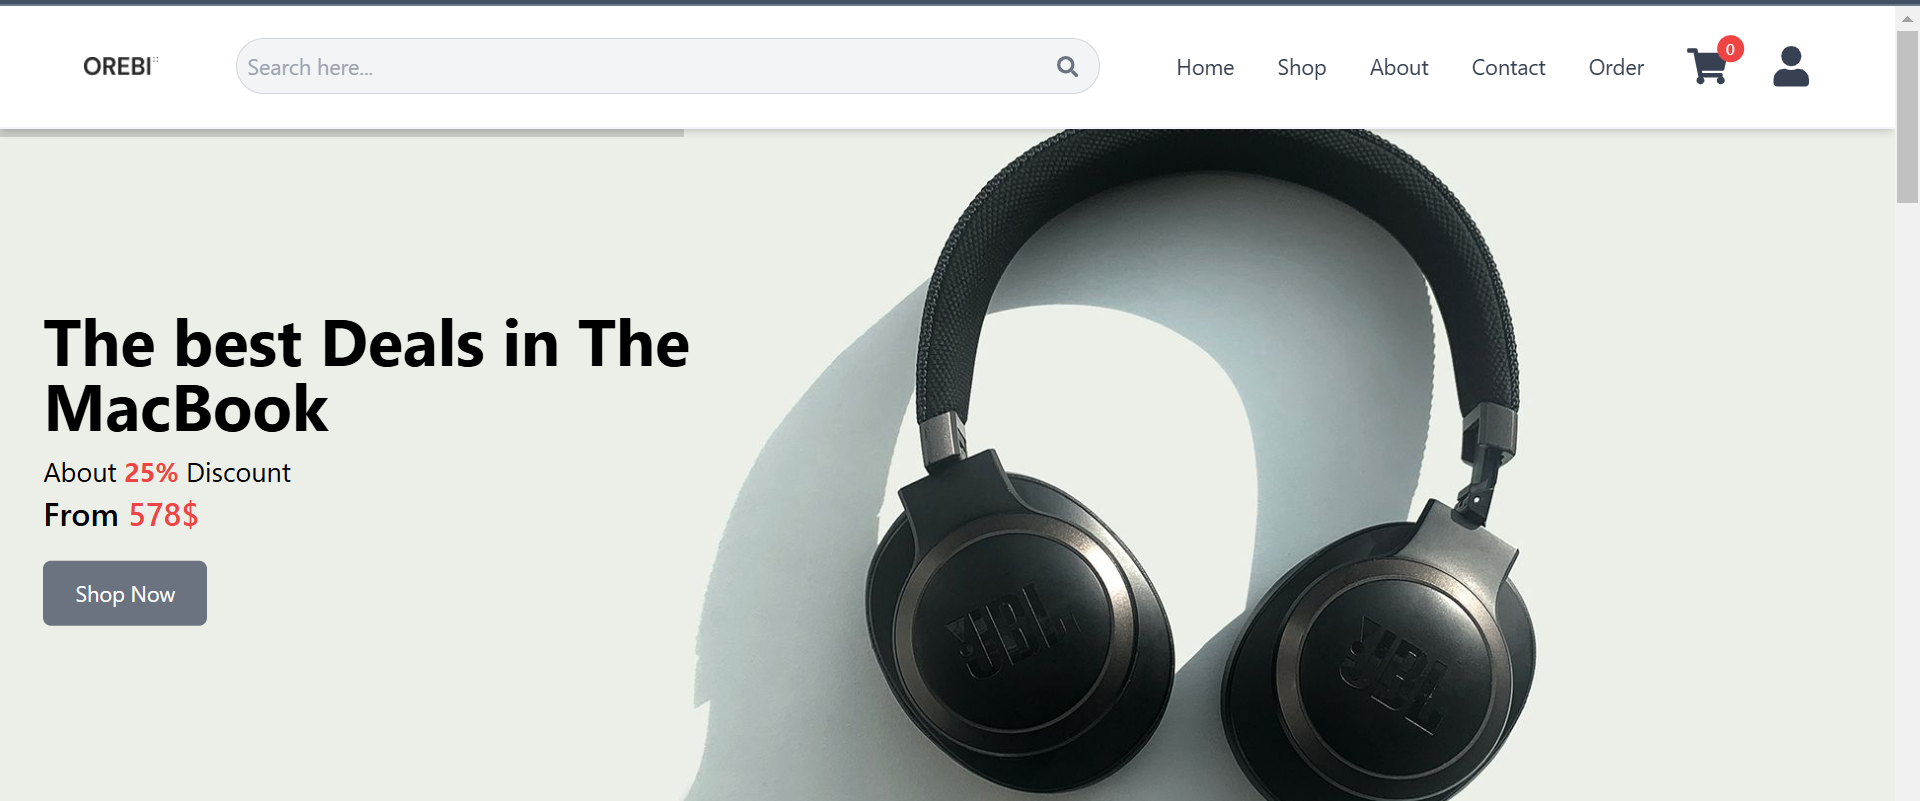 OREBI
Search here...
Home
Shop
About
Contact
Order
0
The best Deals in The
MacBook
About 25% Discount
From 578$
Shop Now
JBL
JBL